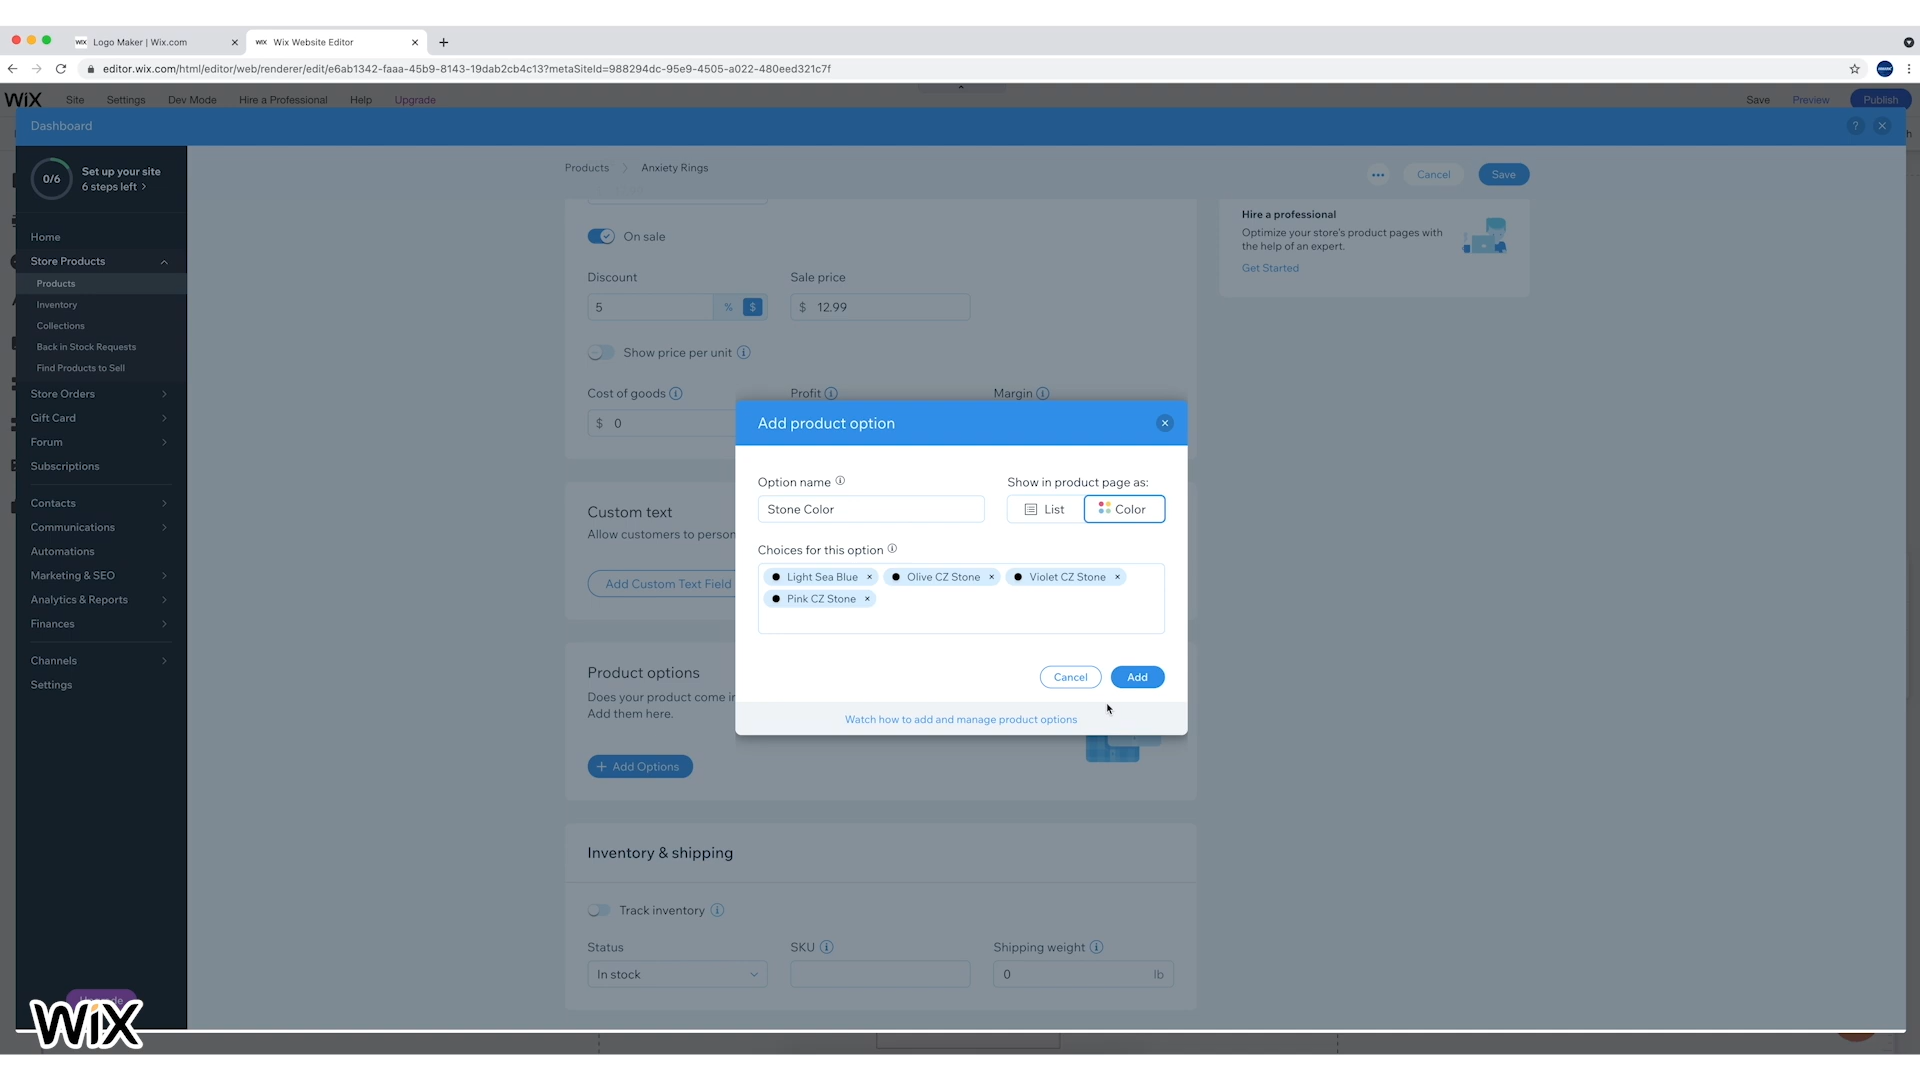 Logo Maker | Wix.com
Wix Website Editor
editor.wix.com/html/editor/web/renderer/edit/e6ab1342-faaa-45b9-8143-19dab2cb4c13?metaSiteId=988294dc-95e9-4505-a022-480eed321c7f
WiX Site Settings Dev Mode Hire a Professional Help Upgrade Save Preview Publish
Dashboard
0/6
Set up your site
6 steps left
Home
Store Products
Products
Inventory
Collections
Back in Stock Requests
Find Products to Sell
Store Orders
Gift Card
Forum
Subscriptions
Contacts
Communications
Automations
Marketing & SEO
Analytics & Reports
Finances
Channels
Settings
WiX
Products > Anxiety Rings
Cancel
Save
On sale
Discount
Sale price
5 % $
$ 12.99
Show price per unit
Cost of goods
Profit
Margin
$ 0
Custom text
Allow customers to person
Add Custom Text Field
Product options
Does your product come i
Add them here.
+ Add Options
Inventory & shipping
Track inventory
Status
SKU
Shipping weight
In stock
0 lb
Hire a professional
Optimize your store's product pages with
the help of an expert.
Get Started
Add product option
Option name
Show in product page as:
Stone Color
List
Color
Choices for this option
Light Sea Blue × Olive CZ Stone × Violet CZ Stone ×
Pink CZ Stone ×
Cancel
Add
Watch how to add and manage product options